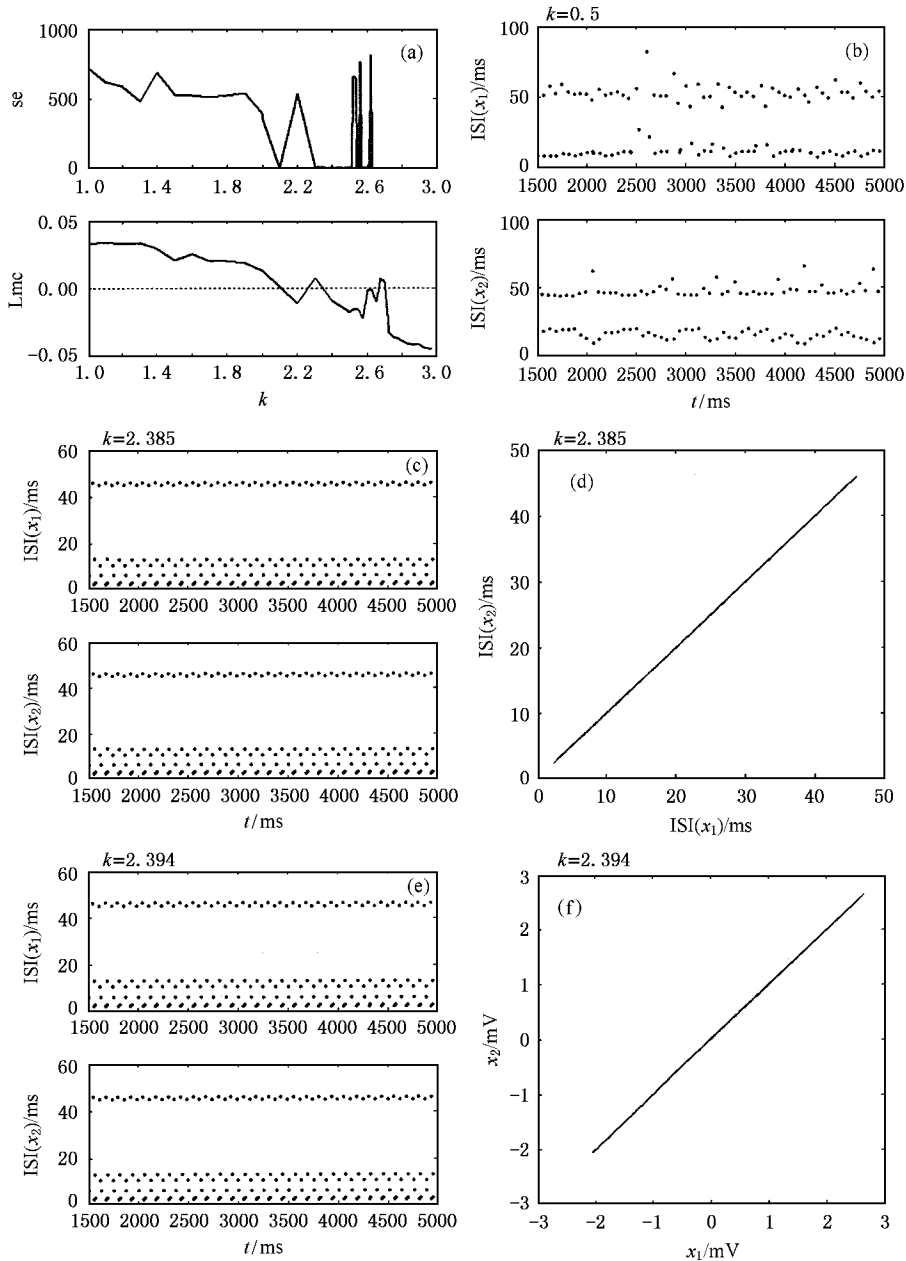 (a)
se
1000
500
0
1.0 1.4 1.8 2.2 2.6 3.0
Lmc
0.05
0.00
−0.05
1.0 1.4 1.8 2.2 2.6 3.0
k
k=0.5
(b)
ISI(x₁)/ms
100
50
0
1500 2000 2500 3000 3500 4000 4500 5000
ISI(x₂)/ms
100
50
0
1500 2000 2500 3000 3500 4000 4500 5000
t/ms
k=2.385
(c)
ISI(x₁)/ms
60
40
20
0
1500 2000 2500 3000 3500 4000 4500 5000
ISI(x₂)/ms
60
40
20
0
1500 2000 2500 3000 3500 4000 4500 5000
t/ms
k=2.385
(d)
ISI(x₂)/ms
50
40
30
20
10
0
0 10 20 30 40 50
ISI(x₁)/ms
k=2.394
(e)
ISI(x₁)/ms
60
40
20
0
1500 2000 2500 3000 3500 4000 4500 5000
ISI(x₂)/ms
60
40
20
0
1500 2000 2500 3000 3500 4000 4500 5000
t/ms
k=2.394
(f)
x₂/mV
3
2
1
0
−1
−2
−3
−3 −2 −1 0 1 2 3
x₁/mV